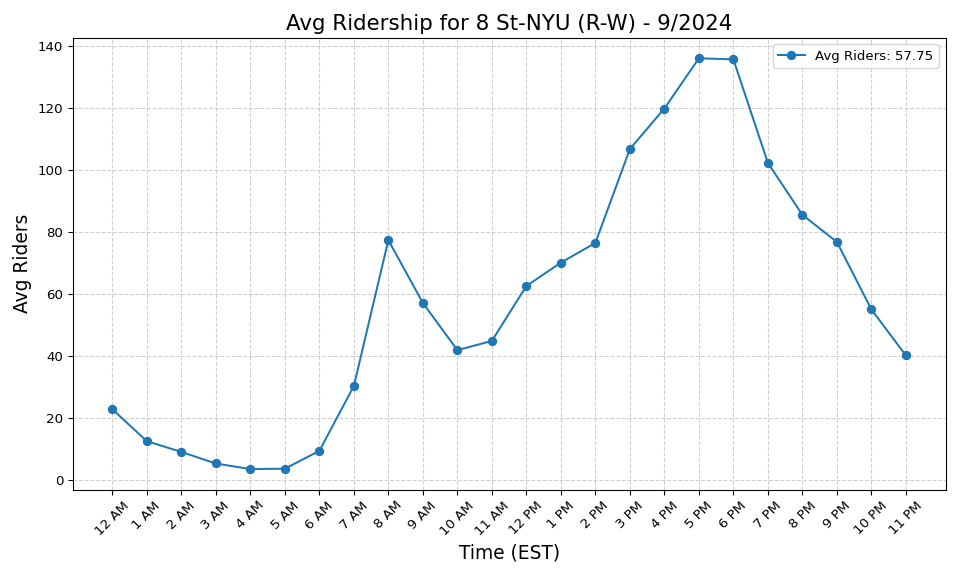 Avg Ridership for 8 St-NYU (R-W) - 9/2024
Avg Riders: 57.75
Avg Riders
140
120
100
80
60
40
20
0
12 AM
1 AM
2 AM
3 AM
4 AM
5 AM
6 AM
7 AM
8 AM
9 AM
10 AM
11 AM
12 PM
1 PM
2 PM
3 PM
4 PM
5 PM
6 PM
7 PM
8 PM
9 PM
10 PM
11 PM
Time (EST)